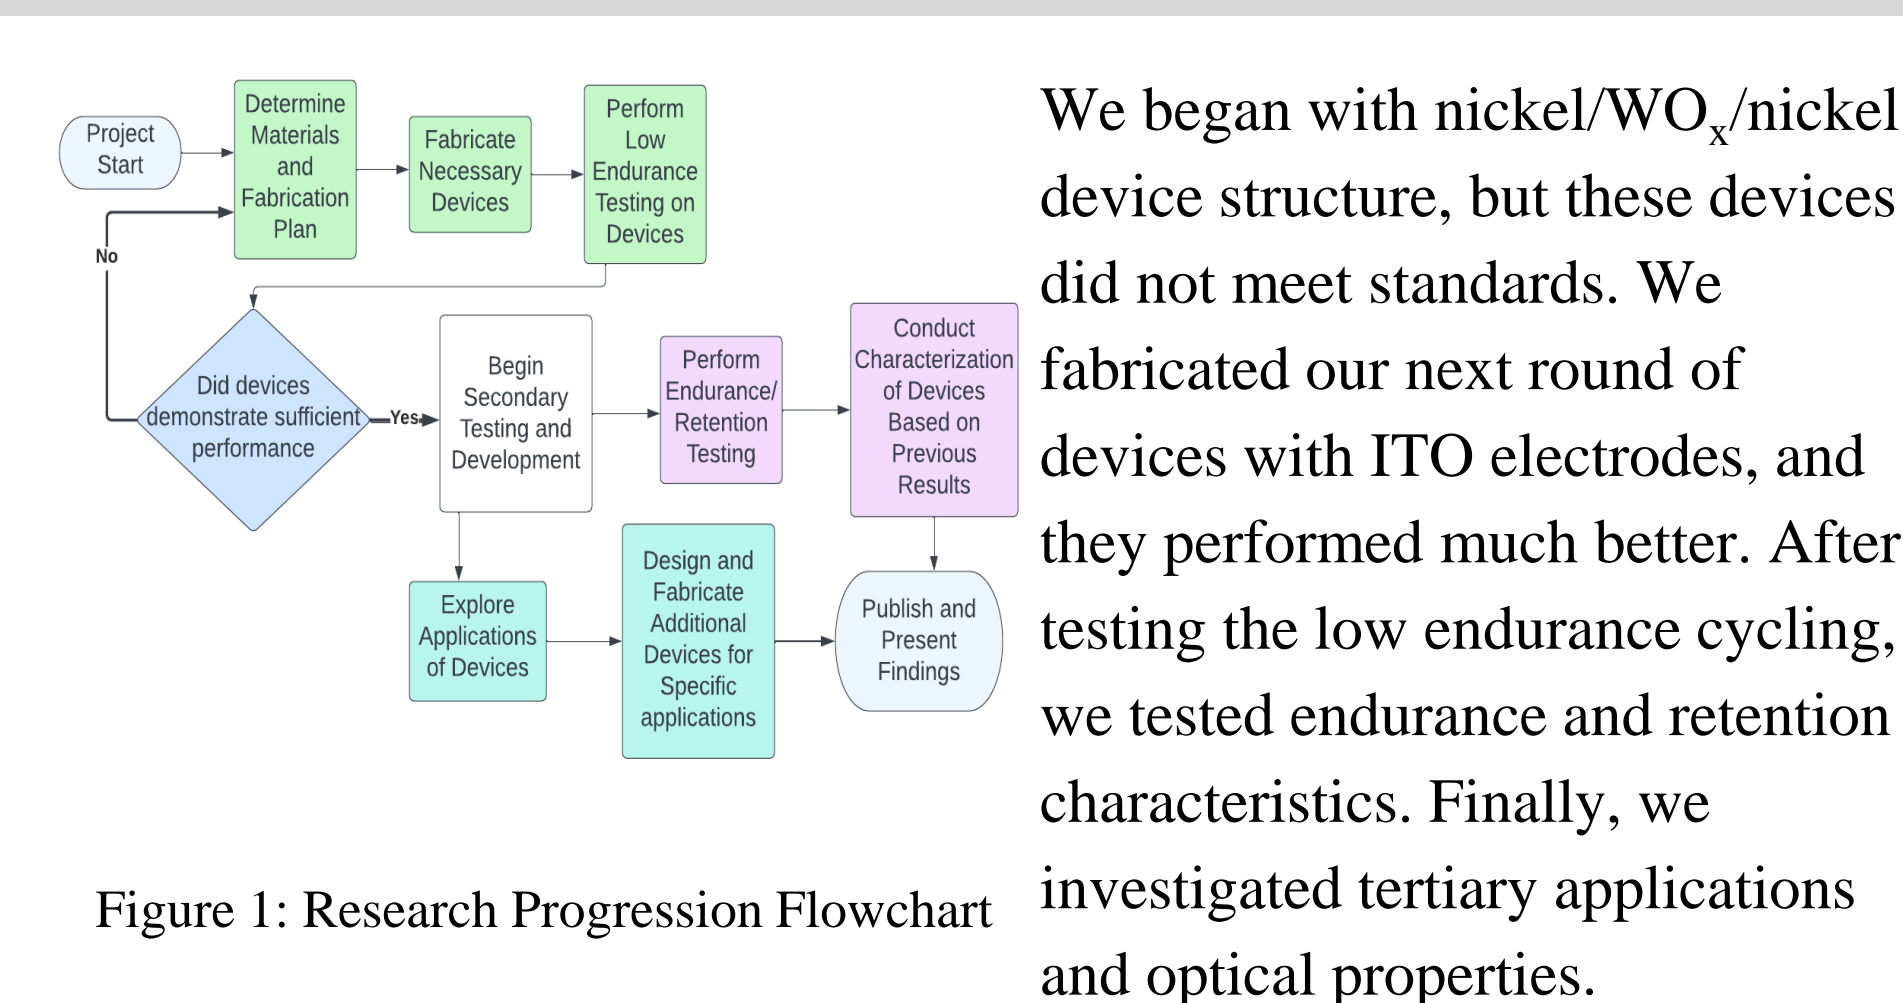 Project
Start
Determine
Materials
and
Fabrication
Plan
Fabricate
Necessary
Devices
Perform
Low
Endurance
Testing on
Devices
No
Did devices
demonstrate sufficient
performance
Yes
Begin
Secondary
Testing and
Development
Perform
Endurance/
Retention
Testing
Conduct
Characterization
of Devices
Based on
Previous
Results
Explore
Applications
of Devices
Design and
Fabricate
Additional
Devices for
Specific
applications
Publish and
Present
Findings
Figure 1: Research Progression Flowchart
We began with nickel/WOₓ/nickel
device structure, but these devices
did not meet standards. We
fabricated our next round of
devices with ITO electrodes, and
they performed much better. After
testing the low endurance cycling,
we tested endurance and retention
characteristics. Finally, we
investigated tertiary applications
and optical properties.